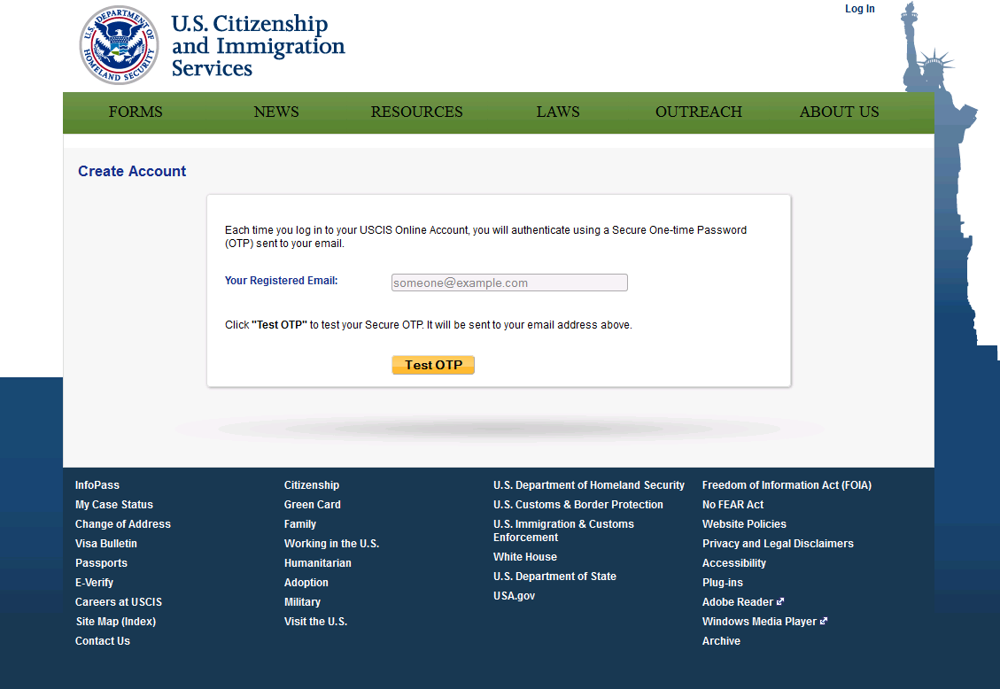 Log In
U.S. DEPARTMENT OF
HOMELAND SECURITY
U.S. Citizenship
and Immigration
Services
FORMS NEWS RESOURCES LAWS OUTREACH ABOUT US
Create Account
Each time you log in to your USCIS Online Account, you will authenticate using a Secure One-time Password
(OTP) sent to your email.
Your Registered Email: someone@example.com
Click "Test OTP" to test your Secure OTP. It will be sent to your email address above.
Test OTP
InfoPass
My Case Status
Change of Address
Visa Bulletin
Passports
E-Verify
Careers at USCIS
Site Map (Index)
Contact Us
Citizenship
Green Card
Family
Working in the U.S.
Humanitarian
Adoption
Military
Visit the U.S.
U.S. Department of Homeland Security
U.S. Customs & Border Protection
U.S. Immigration & Customs
Enforcement
White House
U.S. Department of State
USA.gov
Freedom of Information Act (FOIA)
No FEAR Act
Website Policies
Privacy and Legal Disclaimers
Accessibility
Plug-ins
Adobe Reader
Windows Media Player
Archive